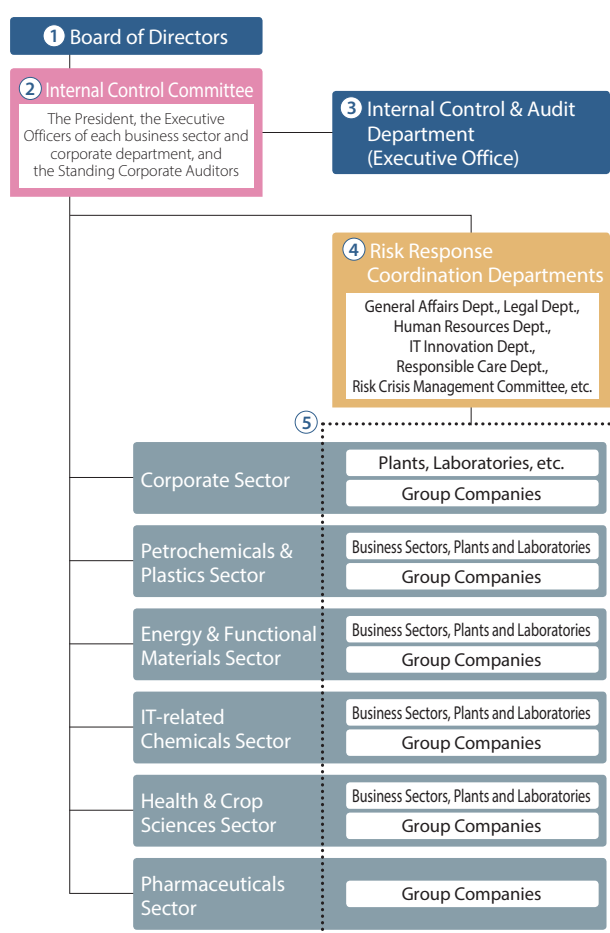 ① Board of Directors
② Internal Control Committee
The President, the Executive
Officers of each business sector and
corporate department, and
the Standing Corporate Auditors
③ Internal Control & Audit
Department
(Executive Office)
④ Risk Response
Coordination Departments
General Affairs Dept., Legal Dept.,
Human Resources Dept.,
IT Innovation Dept.,
Responsible Care Dept.,
Risk Crisis Management Committee, etc.
⑤
Corporate Sector
Plants, Laboratories, etc.
Group Companies
Petrochemicals &
Plastics Sector
Business Sectors, Plants and Laboratories
Group Companies
Energy & Functional
Materials Sector
Business Sectors, Plants and Laboratories
Group Companies
IT-related
Chemicals Sector
Business Sectors, Plants and Laboratories
Group Companies
Health & Crop
Sciences Sector
Business Sectors, Plants and Laboratories
Group Companies
Pharmaceuticals
Sector
Group Companies